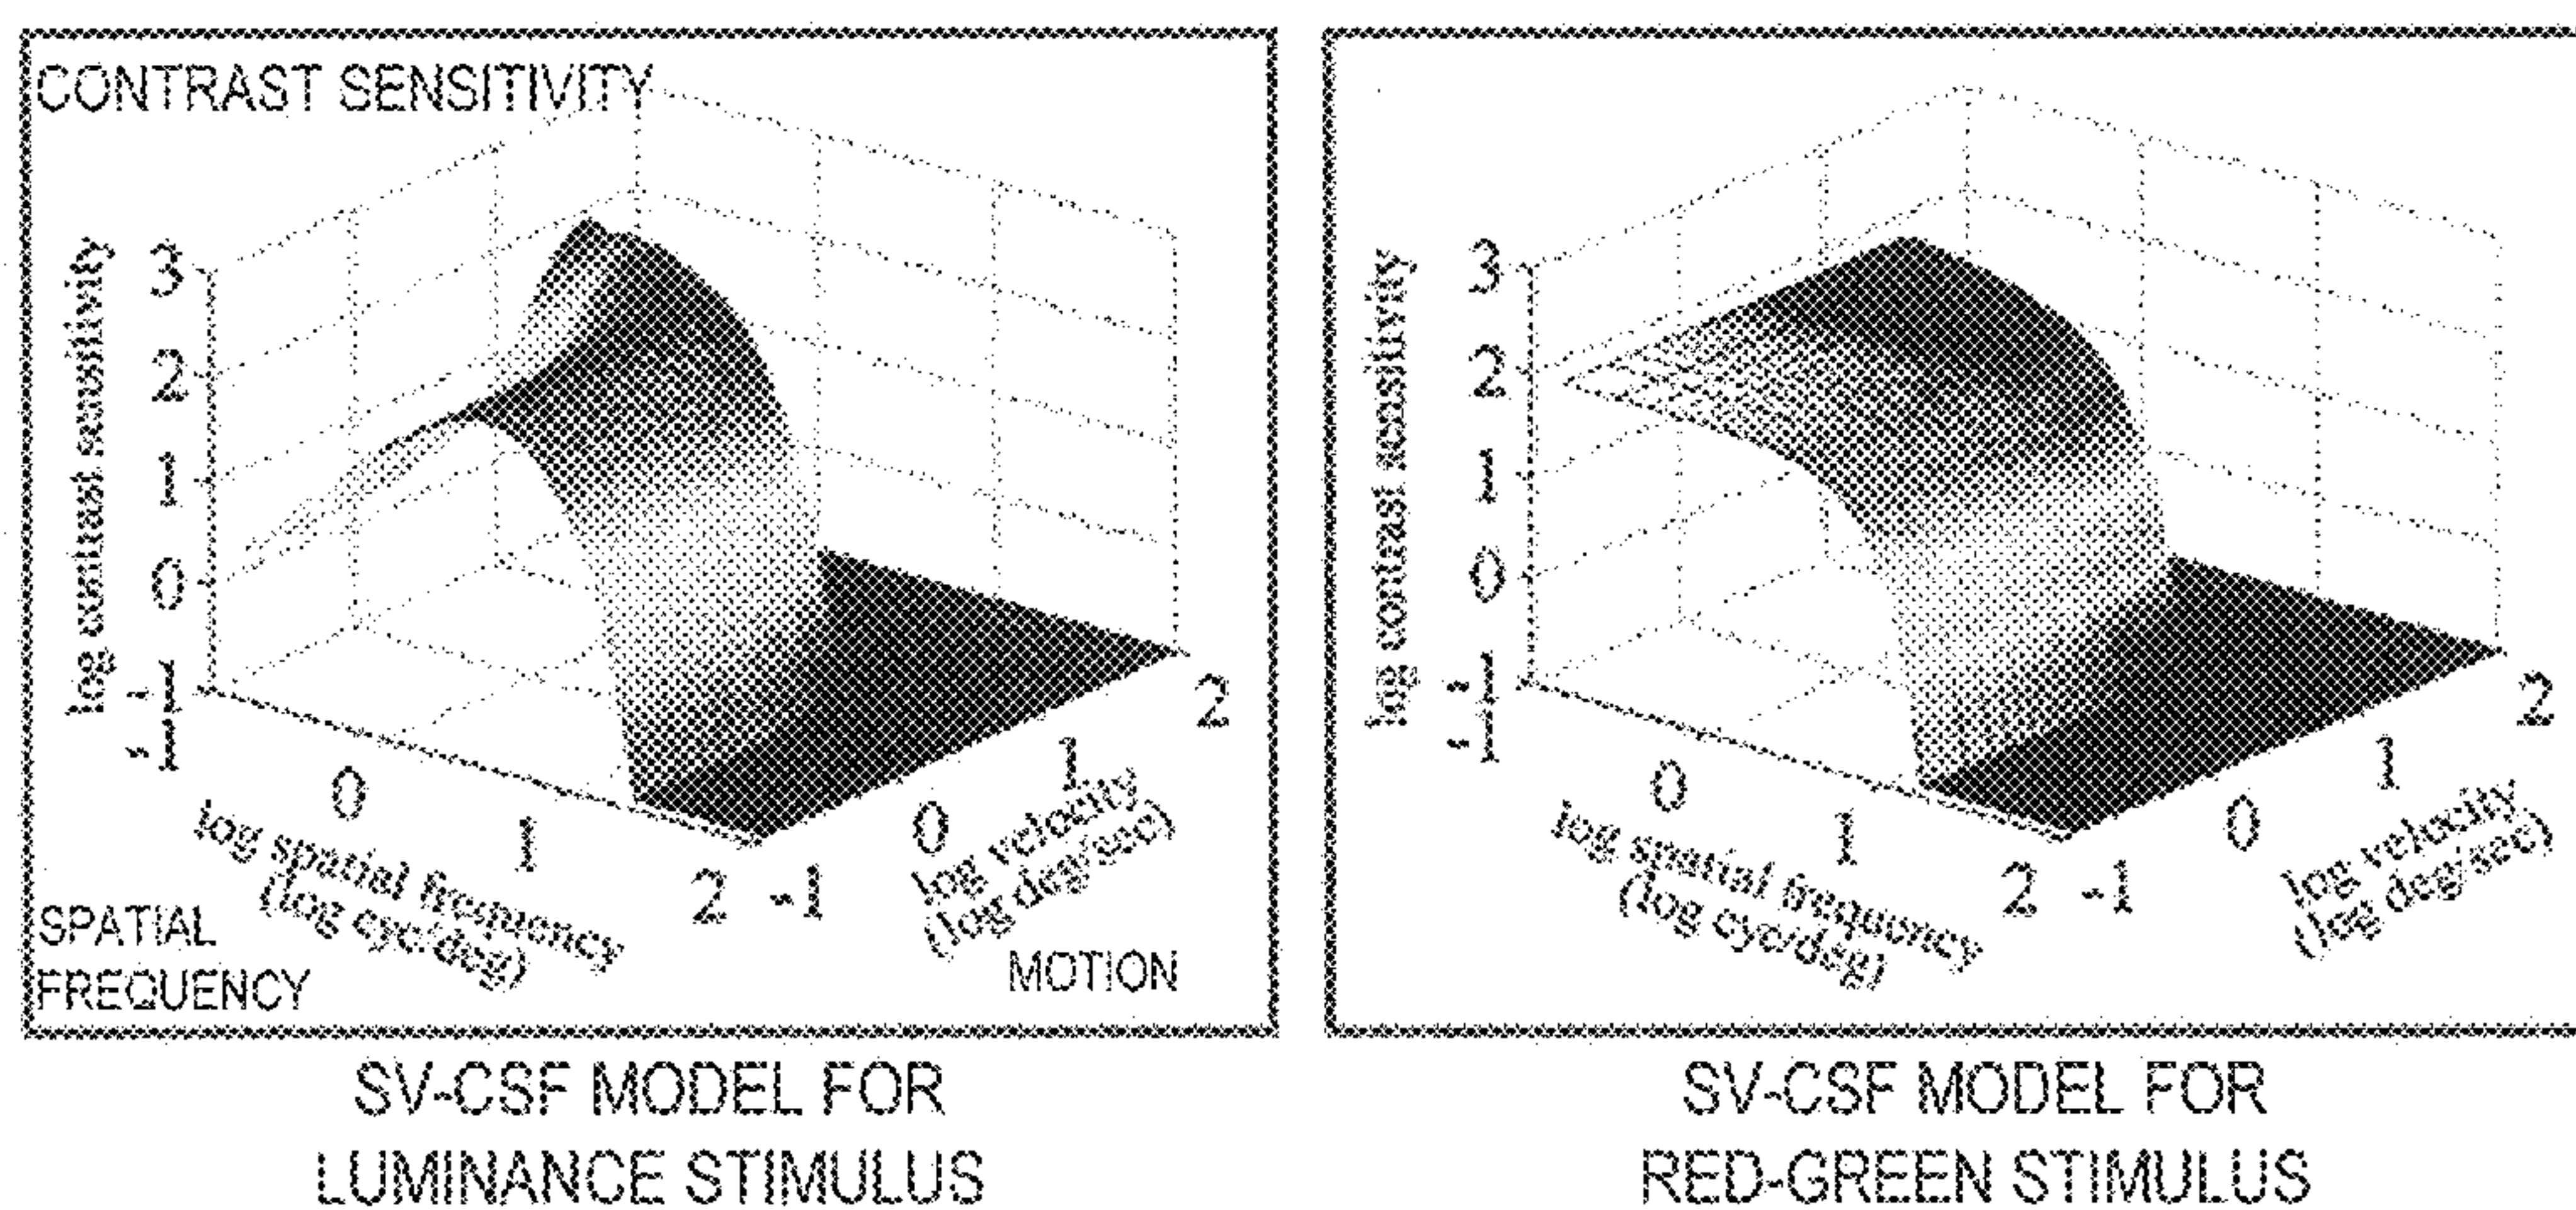 CONTRAST SENSITIVITY
log contrast sensitivity
3
2
1
0
-1
-1
0
1
2
log spatial frequency
(log cyc/deg)
-1
0
1
2
log velocity
(log deg/sec)
SPATIAL
FREQUENCY
MOTION
SV-CSF MODEL FOR
LUMINANCE STIMULUS
log contrast sensitivity
3
2
1
0
-1
-1
0
1
2
log spatial frequency
(log cyc/deg)
-1
0
1
2
log velocity
(log deg/sec)
SV-CSF MODEL FOR
RED-GREEN STIMULUS